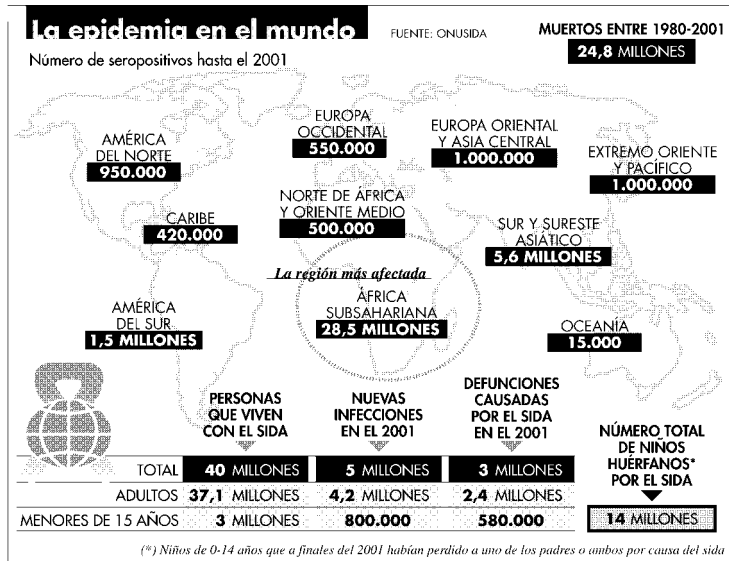 La epidemia en el mundo
FUENTE: ONUSIDA
MUERTOS ENTRE 1980-2001
24,8 MILLONES
Número de seropositivos hasta el 2001
AMÉRICA
DEL NORTE
950.000
EUROPA
OCCIDENTAL
550.000
EUROPA ORIENTAL
Y ASIA CENTRAL
1.000.000
EXTREMO ORIENTE
Y PACÍFICO
1.000.000
CARIBE
420.000
NORTE DE ÁFRICA
Y ORIENTE MEDIO
500.000
SUR Y SURESTE
ASIÁTICO
5,6 MILLONES
La región más afectada
ÁFRICA
SUBSAHARIANA
28,5 MILLONES
AMÉRICA
DEL SUR
1,5 MILLONES
OCEANÍA
15.000
PERSONAS
QUE VIVEN
CON EL SIDA
NUEVAS
INFECCIONES
EN EL 2001
DEFUNCIONES
CAUSADAS
POR EL SIDA
EN EL 2001
TOTAL 40 MILLONES 5 MILLONES 3 MILLONES
ADULTOS 37,1 MILLONES 4,2 MILLONES 2,4 MILLONES
MENORES DE 15 AÑOS 3 MILLONES 800.000 580.000
NÚMERO TOTAL
DE NIÑOS
HUÉRFANOS*
POR EL SIDA
14 MILLONES
(*) Niños de 0-14 años que a finales del 2001 habían perdido a uno de los padres o ambos por causa del sida